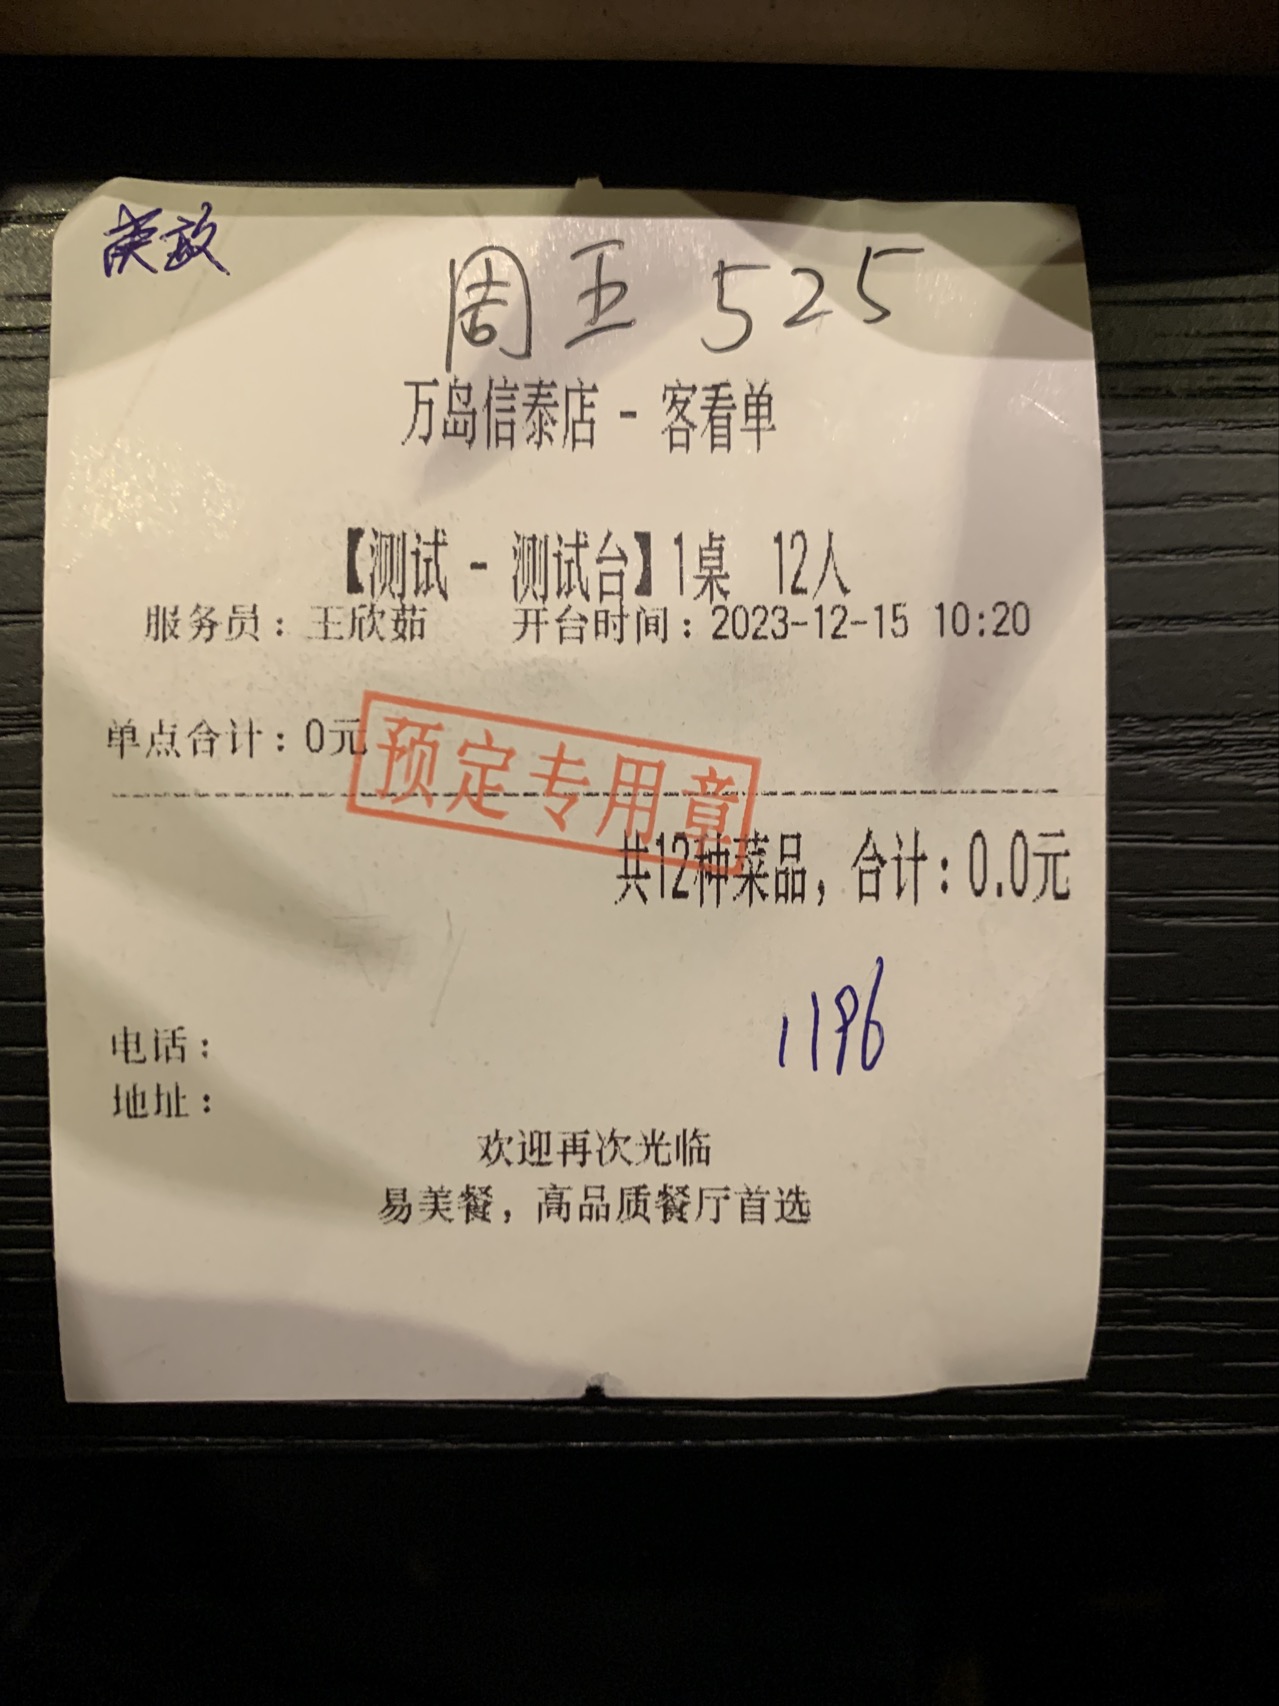 周五 525
万岛信泰店 - 客看单
【测试 - 测试台】1桌 12人
服务员：王欣茹 开台时间：2023-12-15 10:20
单点合计：0元
预定专用章
共12种菜品，合计：0.0元
1196
电话：
地址：
欢迎再次光临
易美餐，高品质餐厅首选